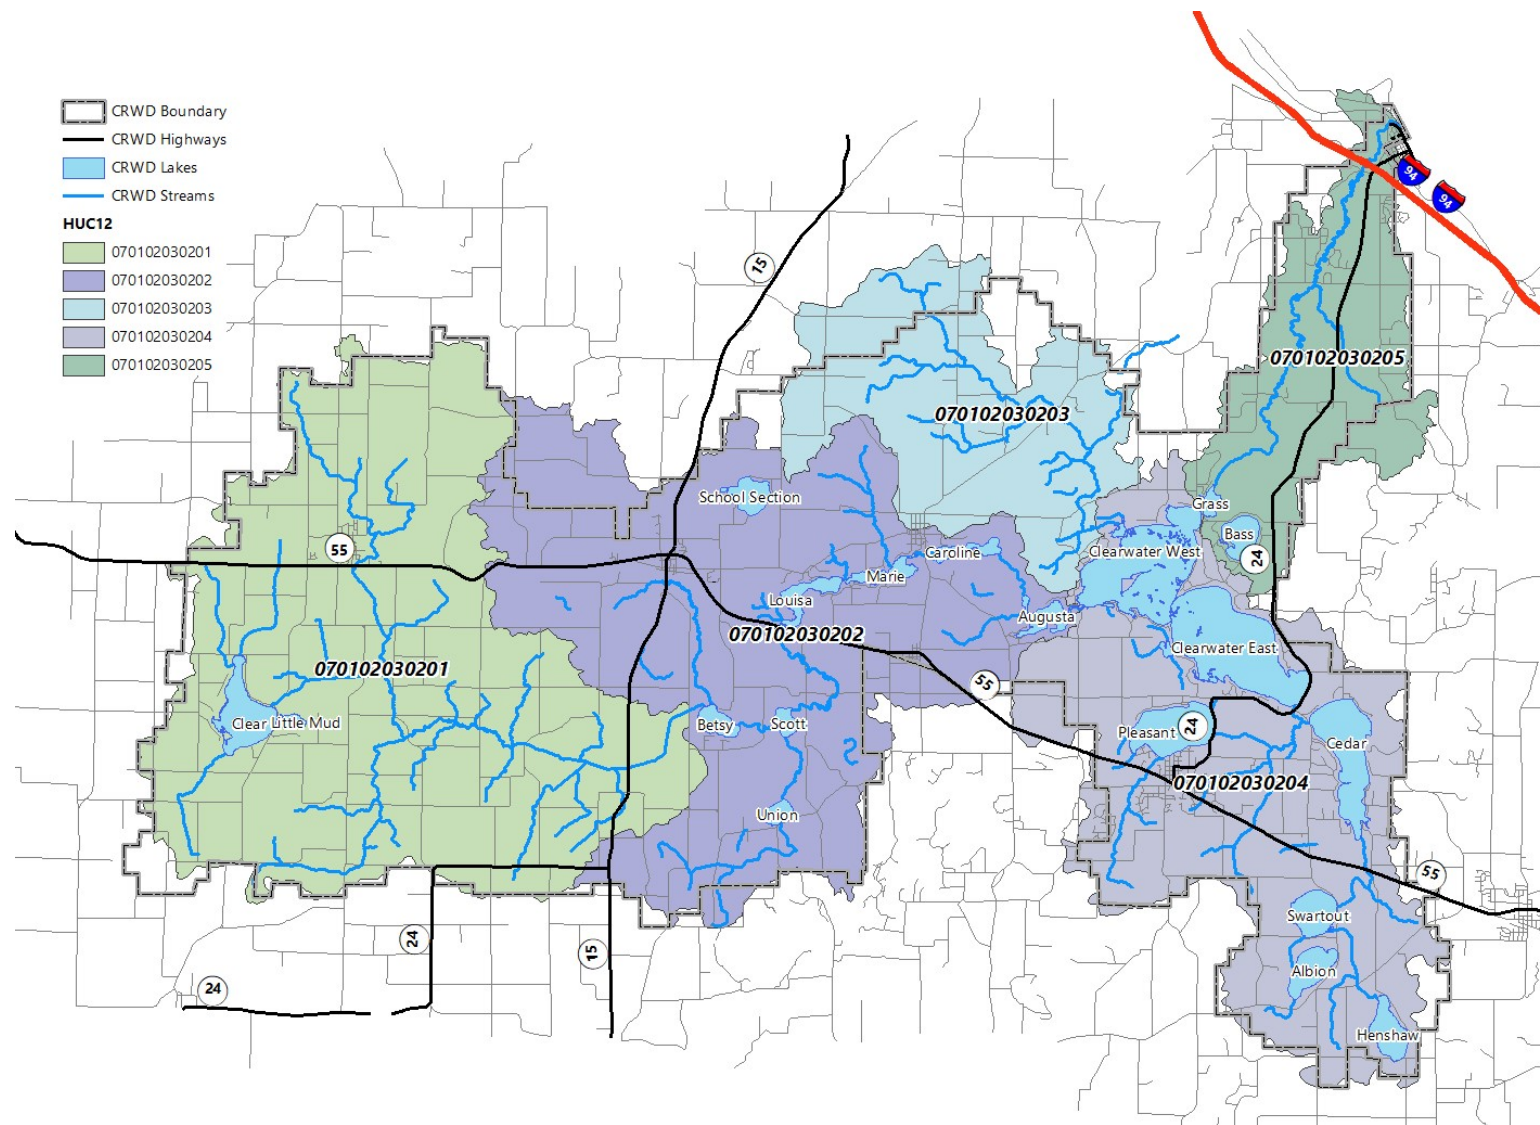 CRWD Boundary
CRWD Highways
CRWD Lakes
CRWD Streams
HUC12
070102030201
070102030202
070102030203
070102030204
070102030205
94
94
15
070102030205
070102030203
School Section
Grass
Bass
55
Caroline
Clearwater West
24
Marie
Louisa
Augusta
070102030202
Clearwater East
070102030201
55
Clear Little Mud
Betsy
Scott
Pleasant
24
Cedar
070102030204
Union
55
Swartout
24
15
Albion
24
Henshaw